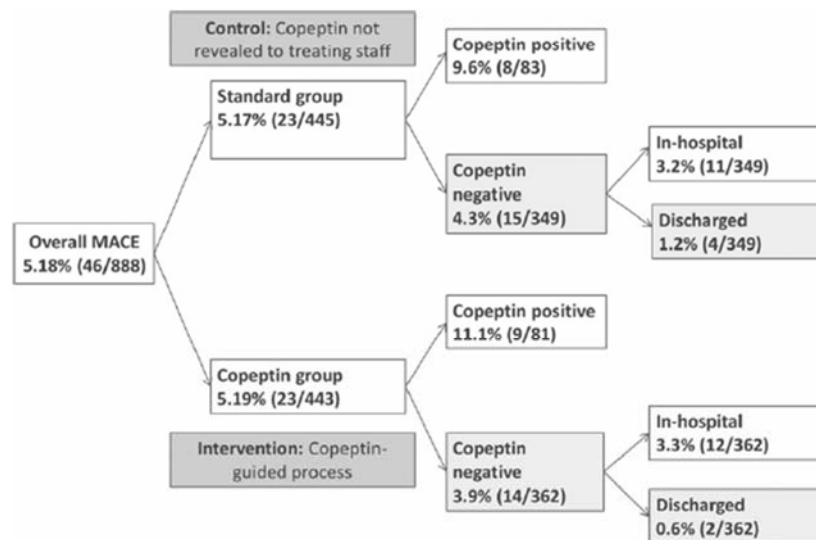 Control: Copeptin not
revealed to treating staff
Copeptin positive
9.6% (8/83)
Standard group
5.17% (23/445)
Copeptin
negative
4.3% (15/349)
In-hospital
3.2% (11/349)
Discharged
1.2% (4/349)
Overall MACE
5.18% (46/888)
Copeptin positive
11.1% (9/81)
Copeptin group
5.19% (23/443)
Intervention: Copeptin-
guided process
Copeptin
negative
3.9% (14/362)
In-hospital
3.3% (12/362)
Discharged
0.6% (2/362)